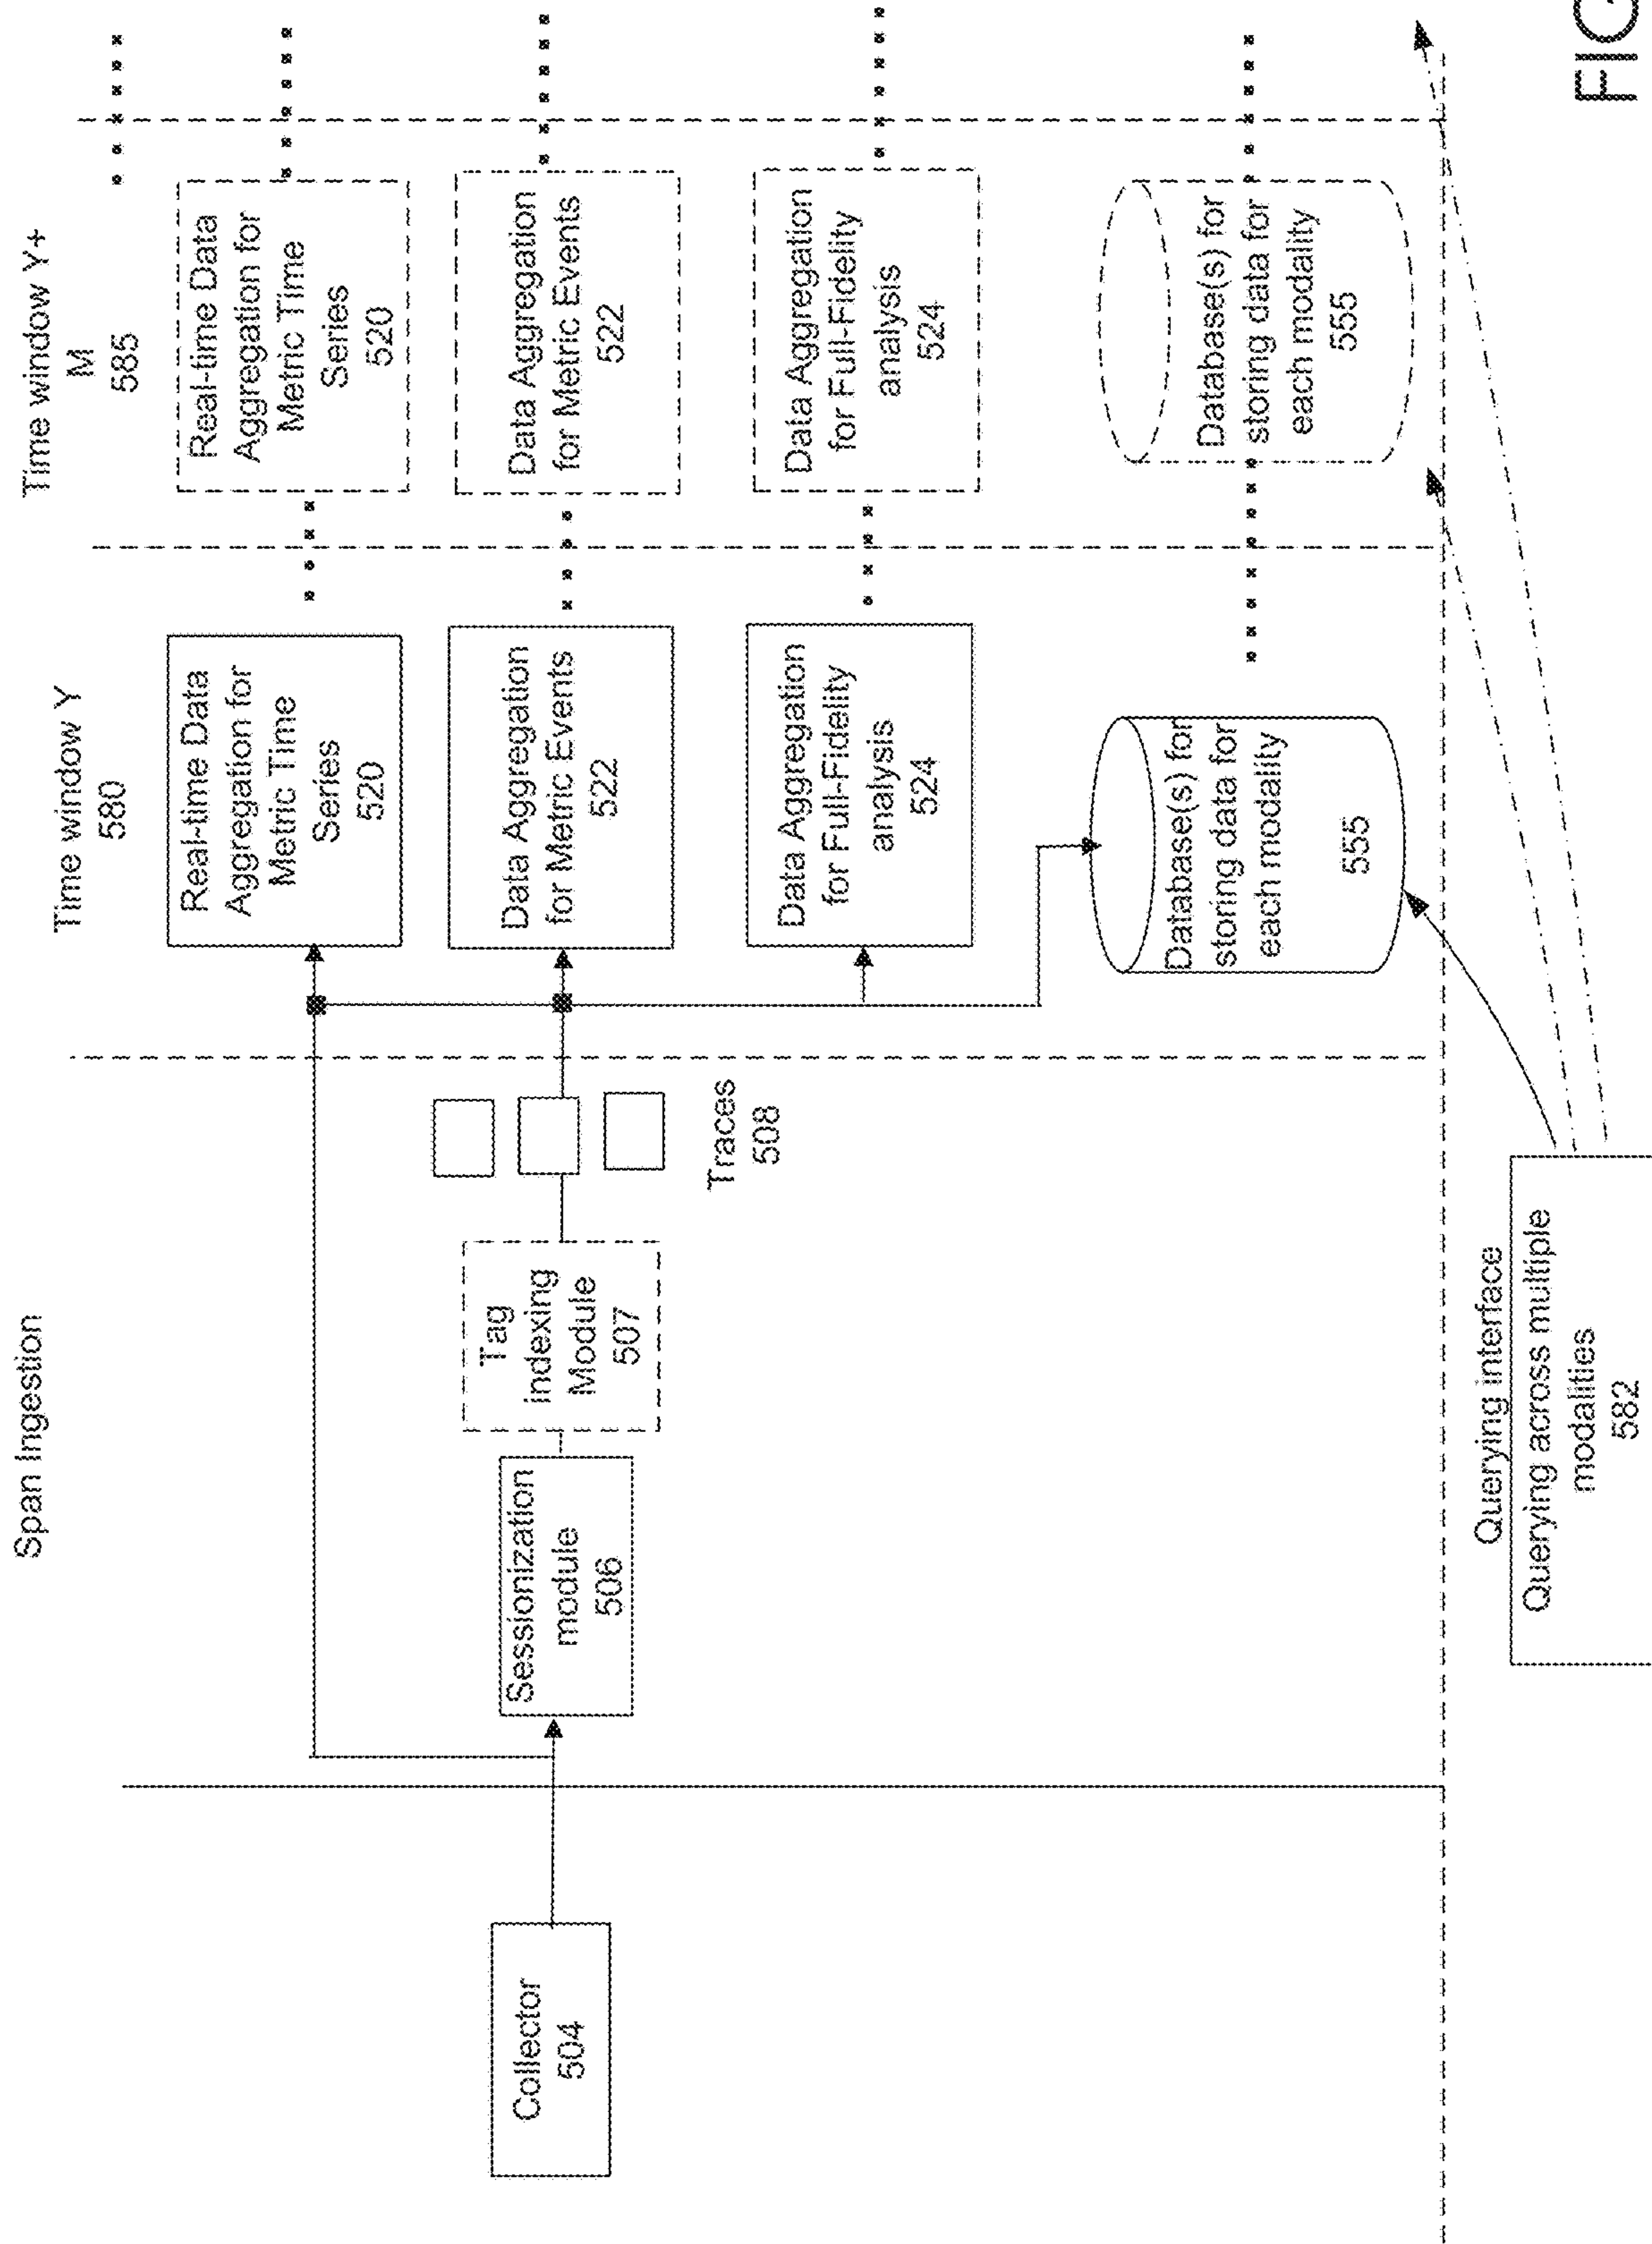 Span Ingestion
Time window Y
580
Time window Y+
M
585
Collector
504
Sessionization
module
506
Tag
indexing
Module
507
Traces
508
Real-time Data
Aggregation for
Metric Time
Series
520
Data Aggregation
for Metric Events
522
Data Aggregation
for Full-Fidelity
analysis
524
Database(s) for
storing data for
each modality
555
Real-time Data
Aggregation for
Metric Time
Series
520
Data Aggregation
for Metric Events
522
Data Aggregation
for Full-Fidelity
analysis
524
Database(s) for
storing data for
each modality
555
Querying interface
Querying across multiple
modalities
582
FIG